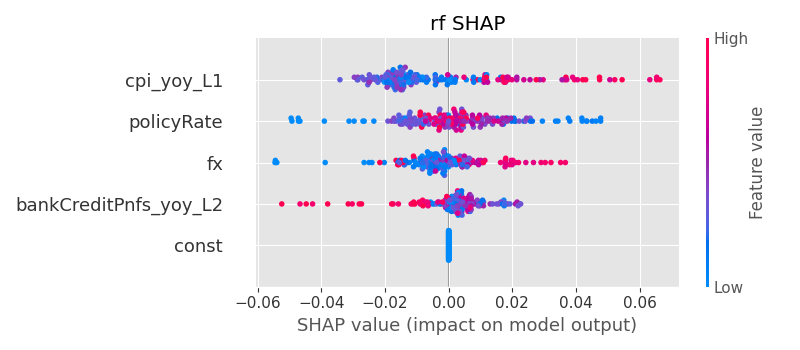 rf SHAP
High
cpi_yoy_L1
policyRate
fx
bankCreditPnfs_yoy_L2
const
Feature value
Low
−0.06 −0.04 −0.02 0.00 0.02 0.04 0.06
SHAP value (impact on model output)